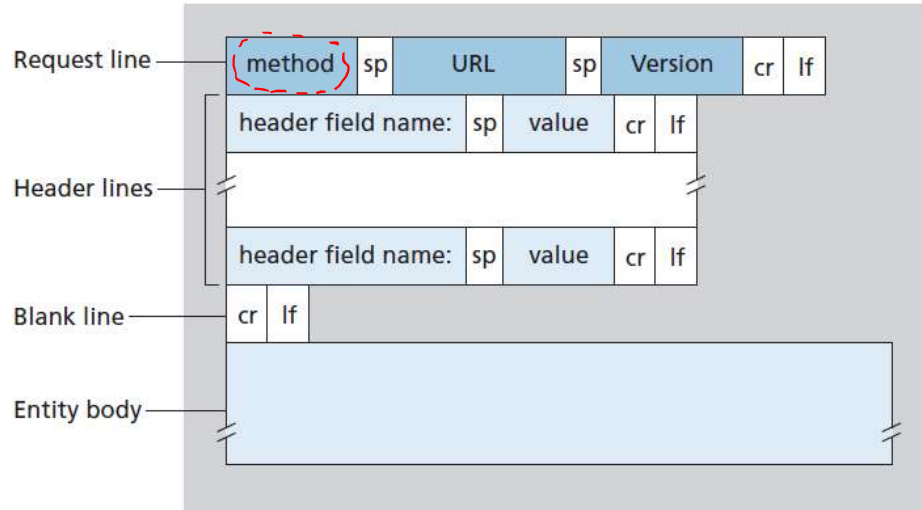 Request line method sp URL sp Version cr lf
header field name: sp value cr lf
Header lines
header field name: sp value cr lf
Blank line cr lf
Entity body